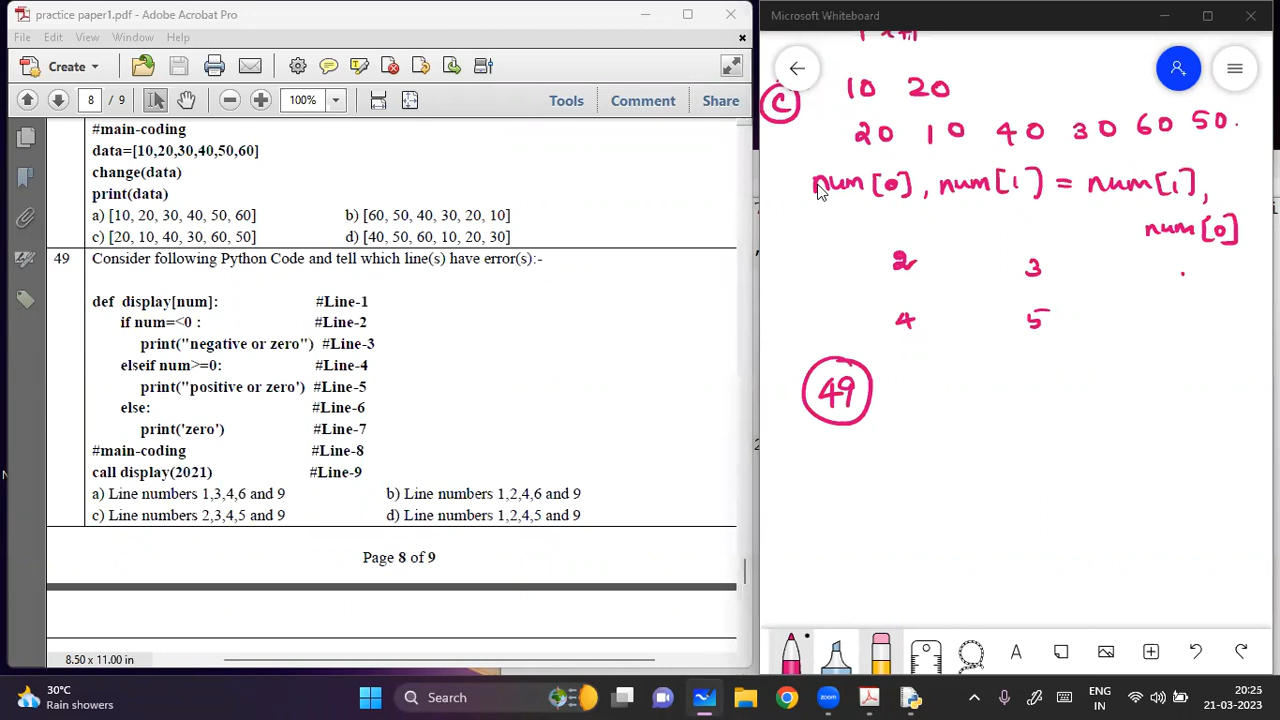 practice paper1.pdf - Adobe Acrobat Pro
File Edit View Window Help
Create
8 / 9 100% Tools Comment Share
#main-coding
data=[10,20,30,40,50,60]
change(data)
print(data)
a) [10, 20, 30, 40, 50, 60] b) [60, 50, 40, 30, 20, 10]
c) [20, 10, 40, 30, 60, 50] d) [40, 50, 60, 10, 20, 30]
49 Consider following Python Code and tell which line(s) have error(s):-
def display[num]: #Line-1
if num=<0 : #Line-2
print("negative or zero") #Line-3
elseif num>=0: #Line-4
print("positive or zero') #Line-5
else: #Line-6
print('zero') #Line-7
#main-coding #Line-8
call display(2021) #Line-9
a) Line numbers 1,3,4,6 and 9 b) Line numbers 1,2,4,6 and 9
c) Line numbers 2,3,4,5 and 9 d) Line numbers 1,2,4,5 and 9
Page 8 of 9
8.50 x 11.00 in
Microsoft Whiteboard
10 20
C
20 10 40 30 60 50.
num[0], num[1] = num[1],
num[0]
2 3 .
4 5
49
A
30°C
Rain showers
Search
zoom
ENG
IN
20:25
21-03-2023